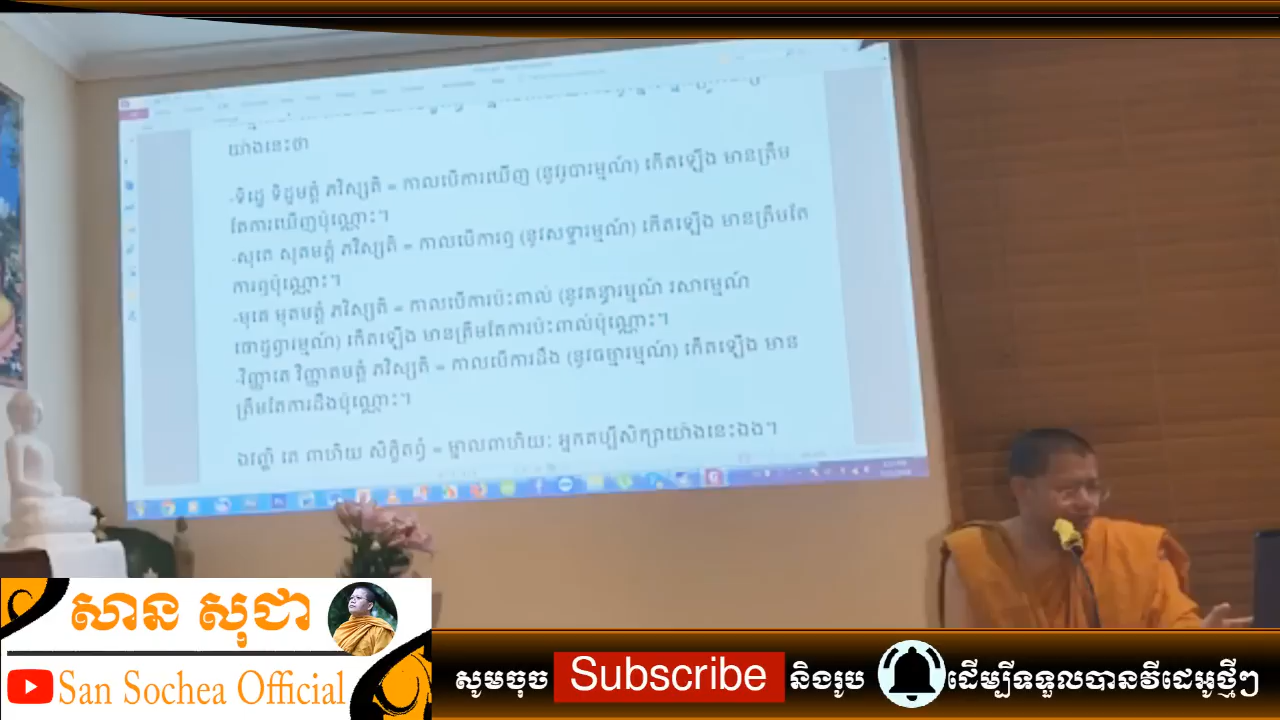 យ៉ាងនេះថា
-ទិដ្ឋេ ទិដ្ឋមត្តំ ភវិស្សតិ = កាលបើការឃើញ (នូវរូបារម្មណ៍) កើតឡើង មានត្រឹម
តែការឃើញប៉ុណ្ណោះ។
-សុតេ សុតមត្តំ ភវិស្សតិ = កាលបើការឮ (នូវសទ្ទារម្មណ៍) កើតឡើង មានត្រឹមតែ
ការឮប៉ុណ្ណោះ។
-មុតេ មុតមត្តំ ភវិស្សតិ = កាលបើការប៉ះពាល់ (នូវគន្ធារម្មណ៍ រសារម្មេណ៍
ផោដ្ឋព្វារម្មណ៍) កើតឡើង មានត្រឹមតែការប៉ះពាល់ប៉ុណ្ណោះ។
-វិញ្ញាតេ វិញ្ញាតមត្តំ ភវិស្សតិ = កាលបើការដឹង (នូវធម្មារម្មណ៍) កើតឡើង មាន
ត្រឹមតែការដឹងប៉ុណ្ណោះ។
ឯវញ្ហិ តេ ពាហិយ សិក្ខិតព្វំ = ម្នាលពាហិយៈ អ្នកគប្បីសិក្សាយ៉ាងនេះឯង។
សាន សុជា
San Sochea Official
សូមចុច Subscribe និងរូប ដើម្បីទទួលបានវីដេអូថ្មីៗ